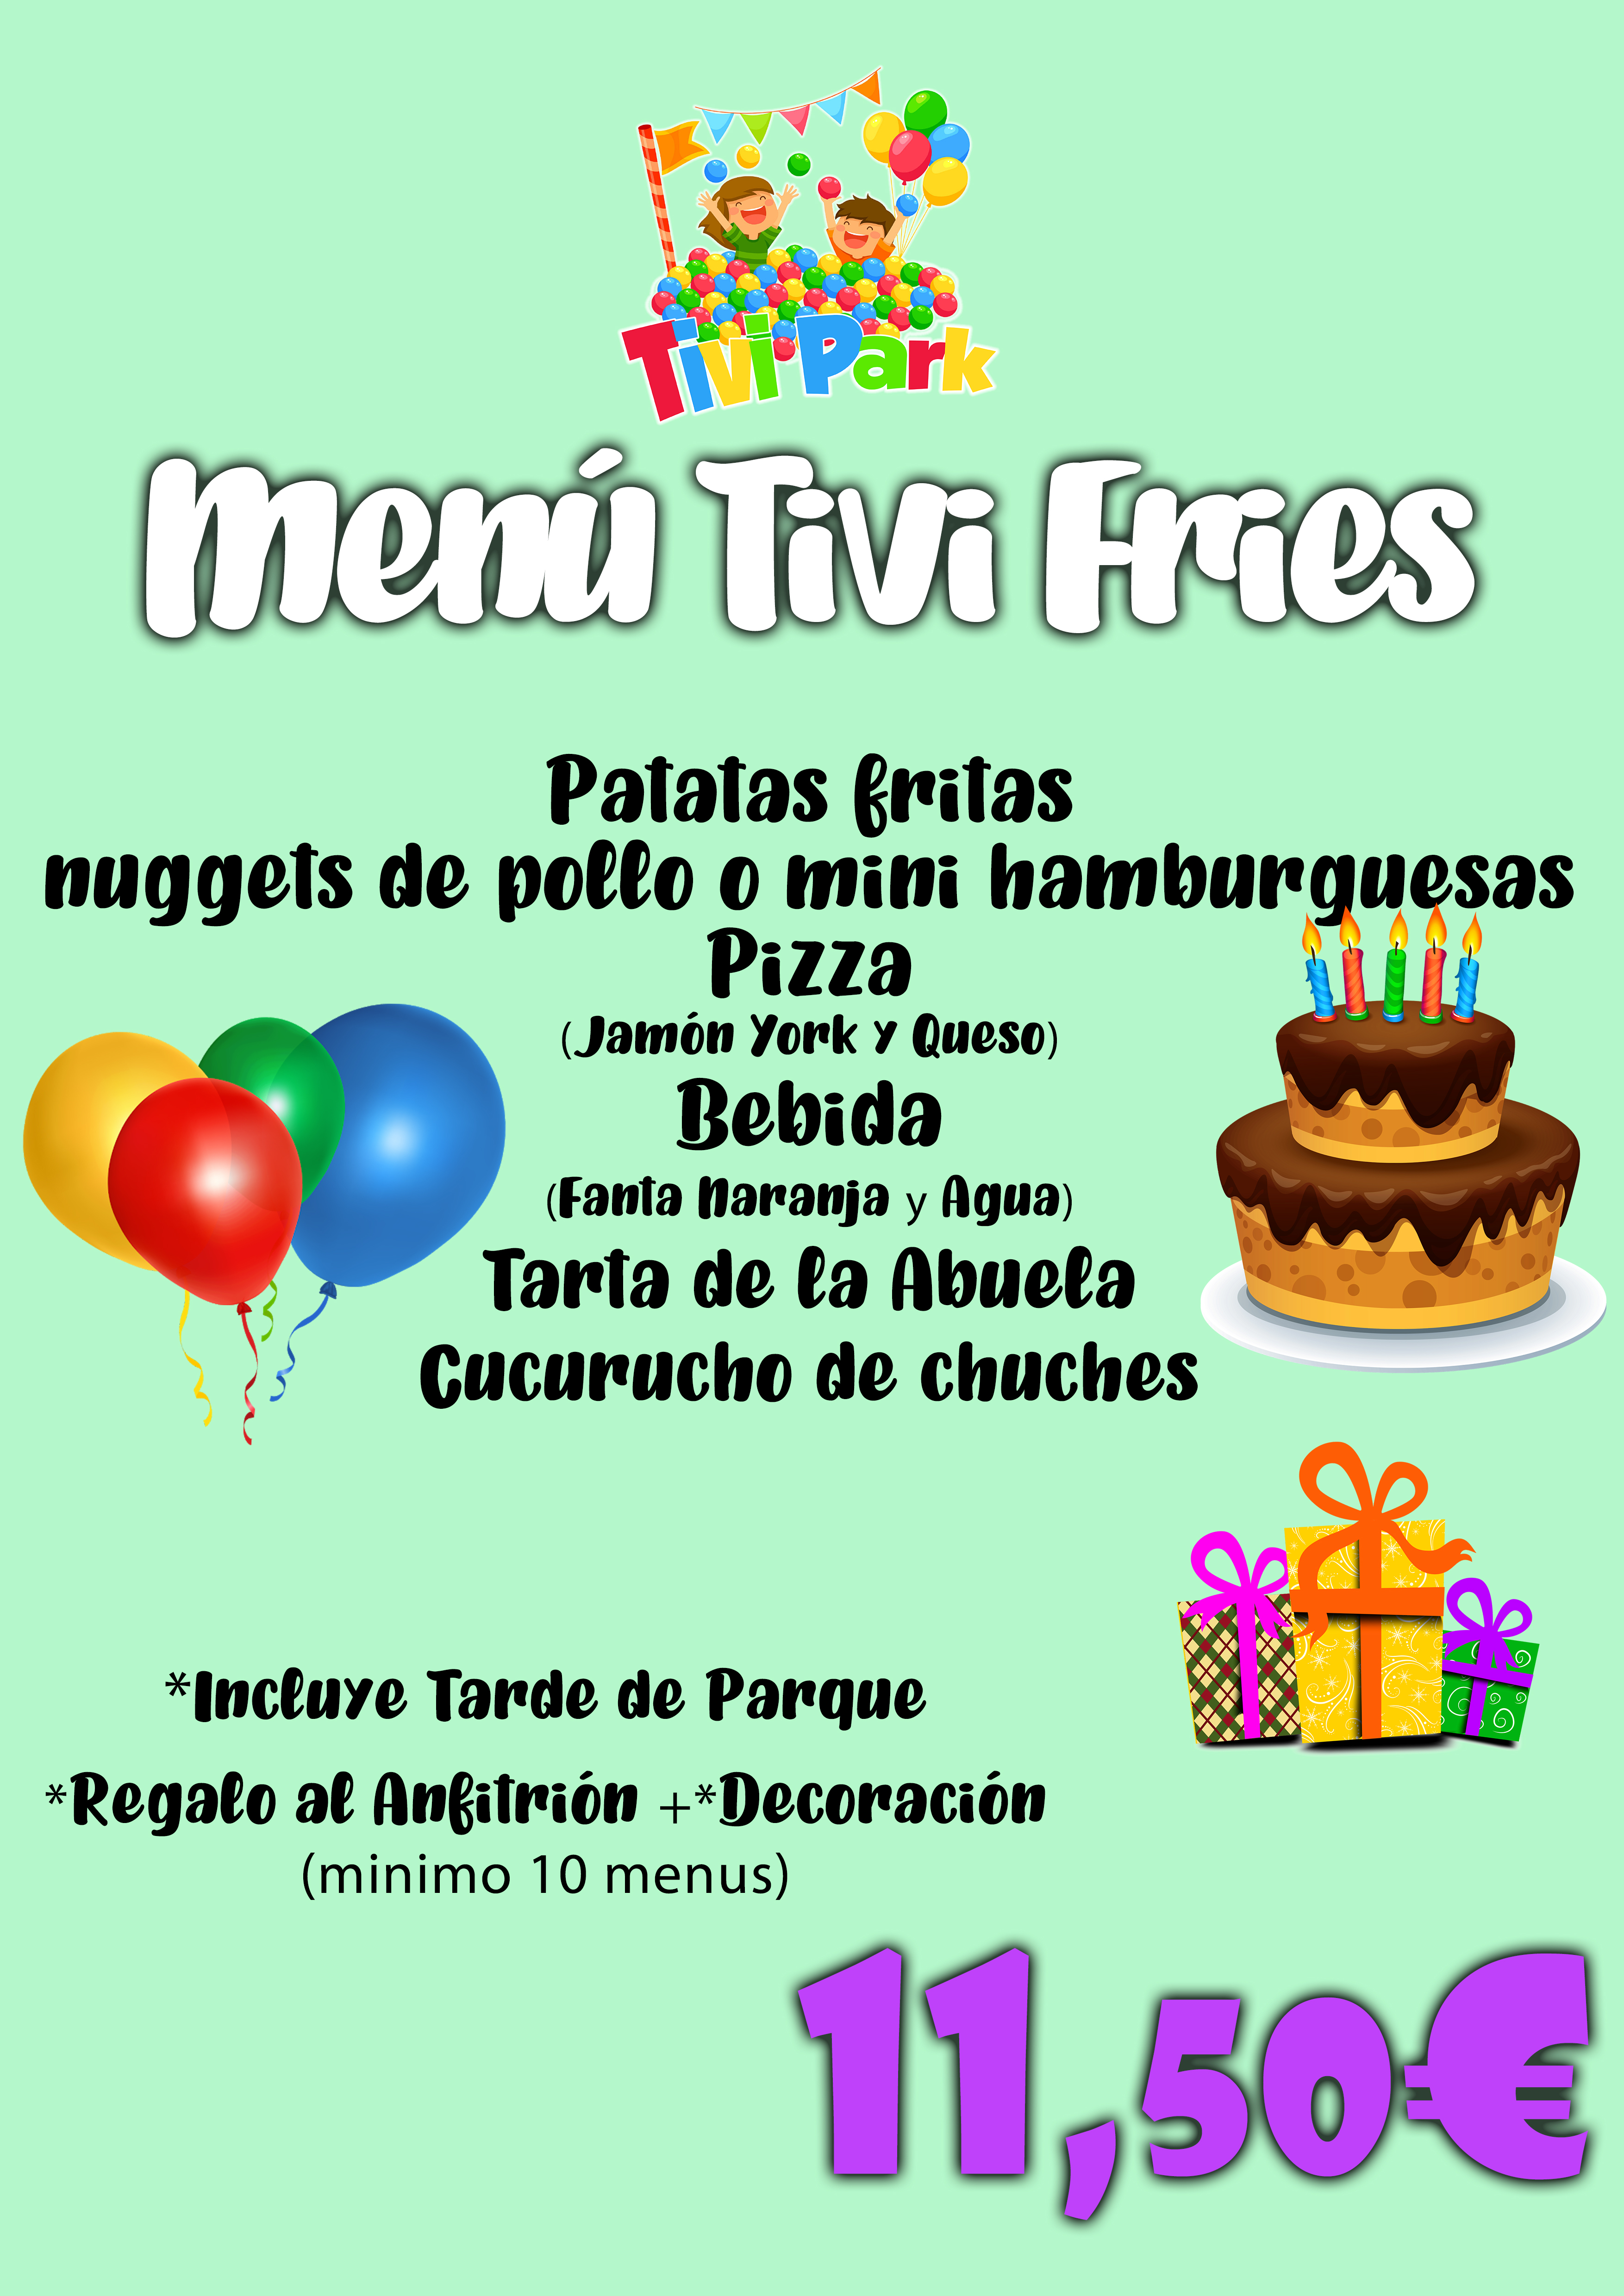 Tivi Park
Menú Tivi Fries
Patatas fritas
nuggets de pollo o mini hamburguesas
Pizza
(Jamón York y Queso)
Bebida
(Fanta Naranja y Agua)
Tarta de la Abuela
Cucurucho de chuches
*Incluye Tarde de Parque
*Regalo al Anfitrión +*Decoración
(minimo 10 menus)
11,50€